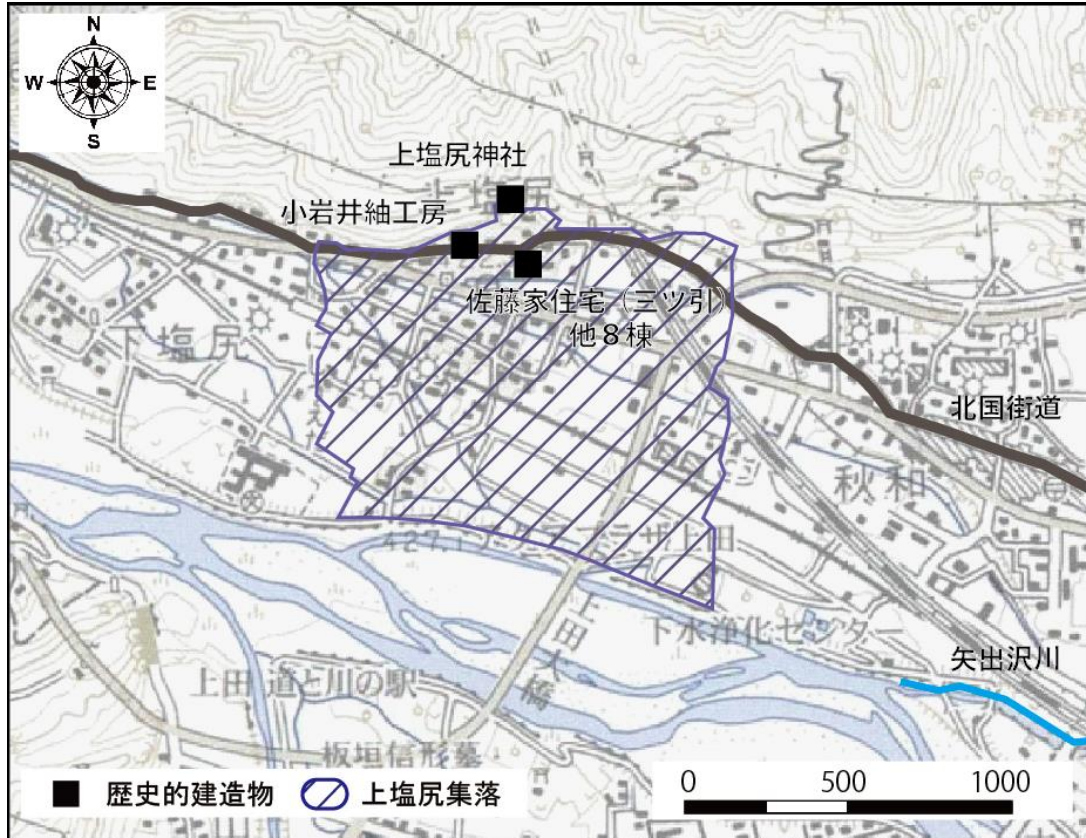 N
W E
S
上塩尻神社
上塩尻
小岩井紬工房
佐藤家住宅（三ツ引）
他８棟
下塩尻
北国街道
秋和
上田大橋
下水浄化センター
矢出沢川
上田 道と川の駅
板垣信形墓
歴史的建造物
上塩尻集落
0 500 1000